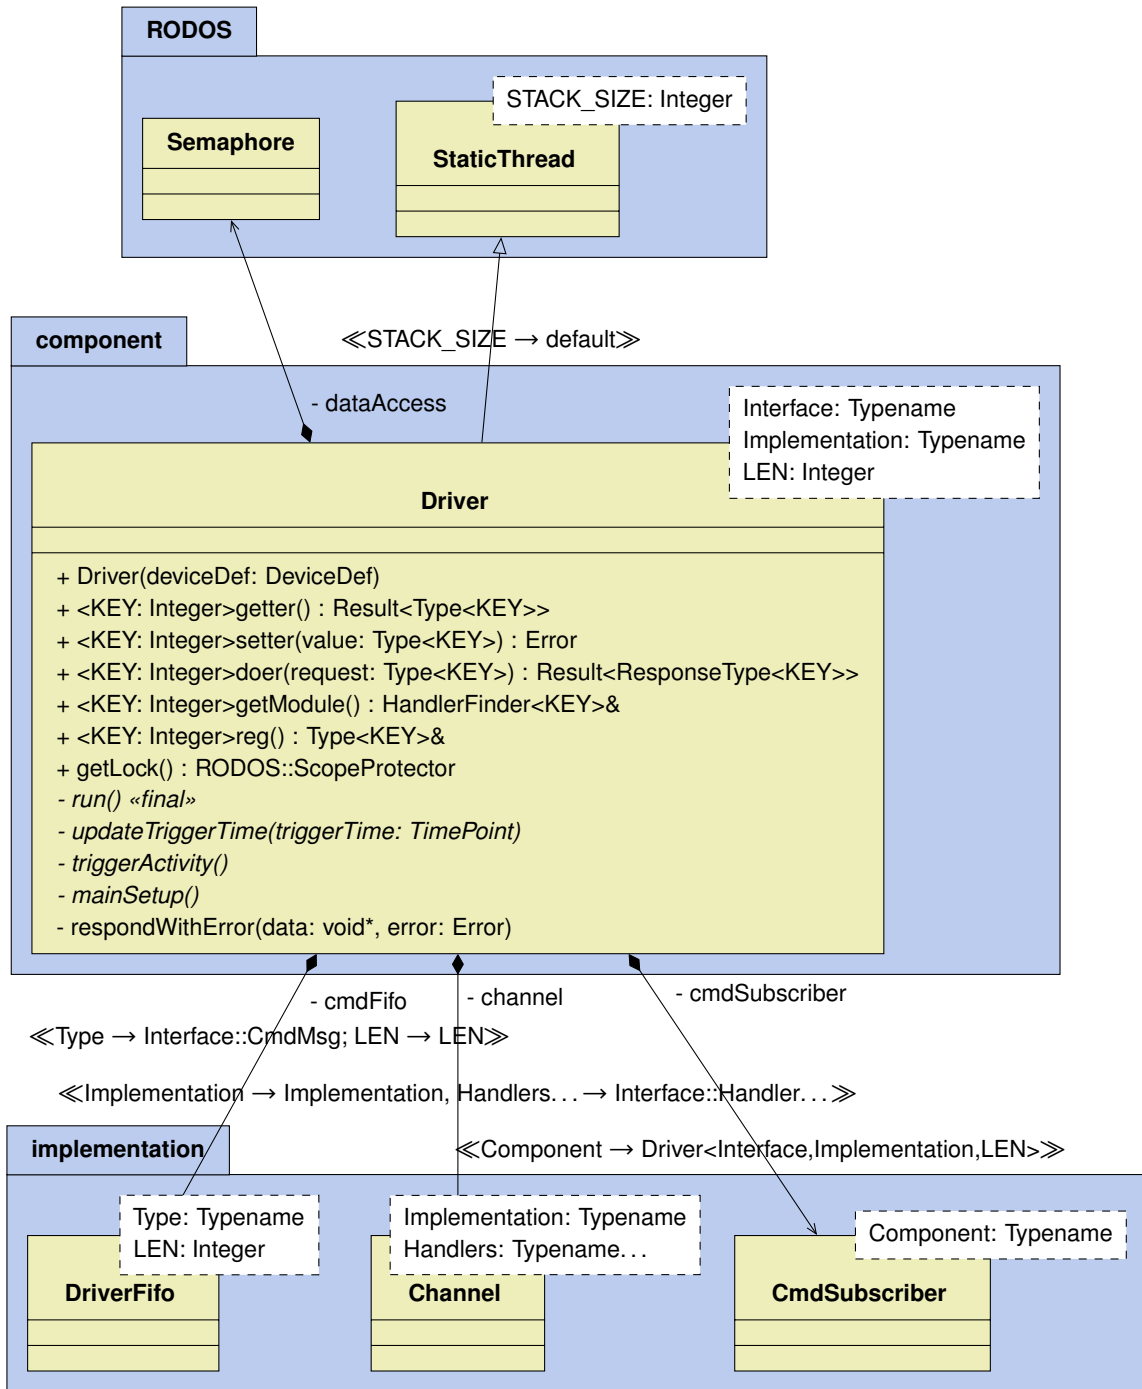 RODOS
STACK_SIZE: Integer
Semaphore
StaticThread
≪STACK_SIZE → default≫
component
- dataAccess
Interface: Typename
Implementation: Typename
LEN: Integer
Driver
+ Driver(deviceDef: DeviceDef)
+ <KEY: Integer>getter() : Result<Type<KEY>>
+ <KEY: Integer>setter(value: Type<KEY>) : Error
+ <KEY: Integer>doer(request: Type<KEY>) : Result<ResponseType<KEY>>
+ <KEY: Integer>getModule() : HandlerFinder<KEY>&
+ <KEY: Integer>reg() : Type<KEY>&
+ getLock() : RODOS::ScopeProtector
- run() «final»
- updateTriggerTime(triggerTime: TimePoint)
- triggerActivity()
- mainSetup()
- respondWithError(data: void*, error: Error)
- cmdFifo
- channel
- cmdSubscriber
≪Type → Interface::CmdMsg; LEN → LEN≫
≪Implementation → Implementation, Handlers... → Interface::Handler...≫
≪Component → Driver<Interface,Implementation,LEN>≫
implementation
Type: Typename
LEN: Integer
Implementation: Typename
Handlers: Typename...
Component: Typename
DriverFifo
Channel
CmdSubscriber